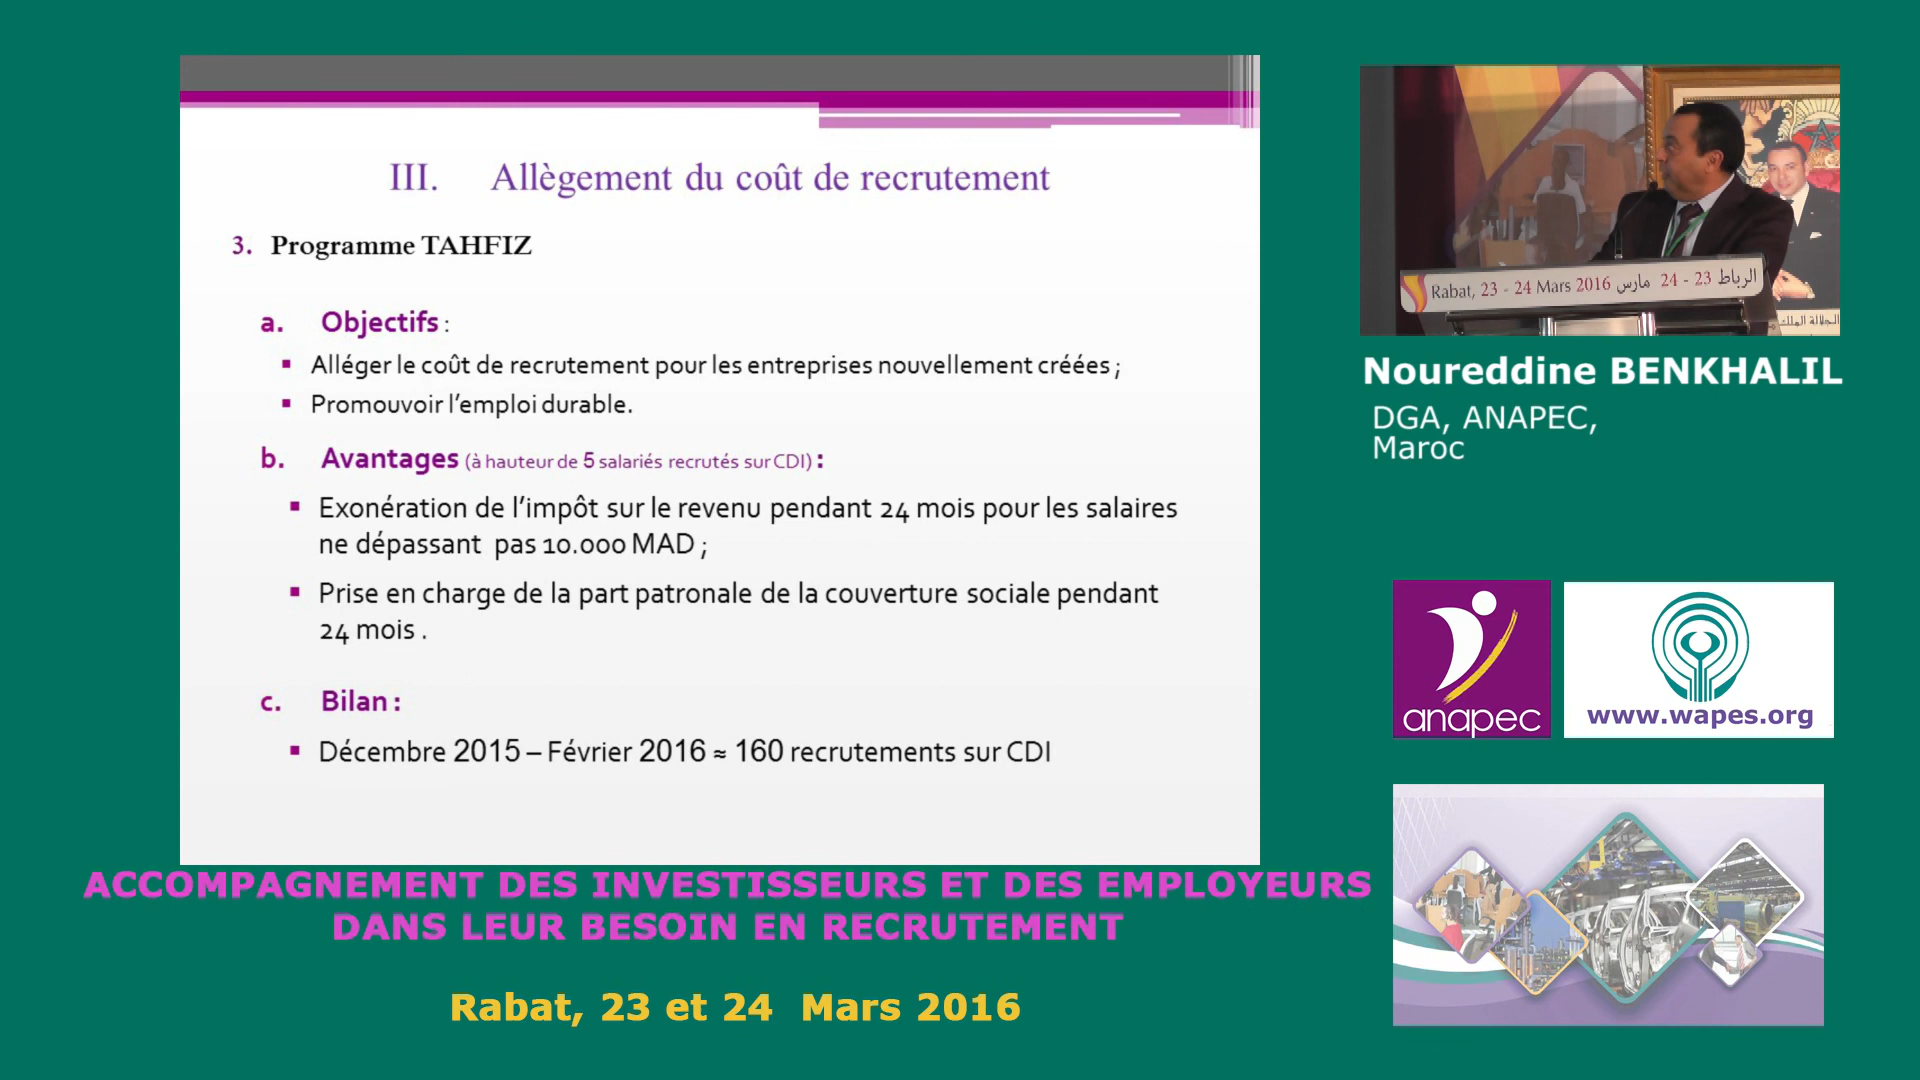 III. Allègement du coût de recrutement
3. Programme TAHFIZ
a. Objectifs :
▪ Alléger le coût de recrutement pour les entreprises nouvellement créées ;
▪ Promouvoir l'emploi durable.
b. Avantages (à hauteur de 5 salariés recrutés sur CDI) :
▪ Exonération de l'impôt sur le revenu pendant 24 mois pour les salaires
ne dépassant pas 10.000 MAD ;
▪ Prise en charge de la part patronale de la couverture sociale pendant
24 mois .
c. Bilan :
▪ Décembre 2015 – Février 2016 ≈ 160 recrutements sur CDI
ACCOMPAGNEMENT DES INVESTISSEURS ET DES EMPLOYEURS
DANS LEUR BESOIN EN RECRUTEMENT
Rabat, 23 et 24 Mars 2016
Rabat, 23 - 24 Mars 2016 الرباط 23 - 24 مارس
Noureddine BENKHALIL
DGA, ANAPEC,
Maroc
anapec
www.wapes.org